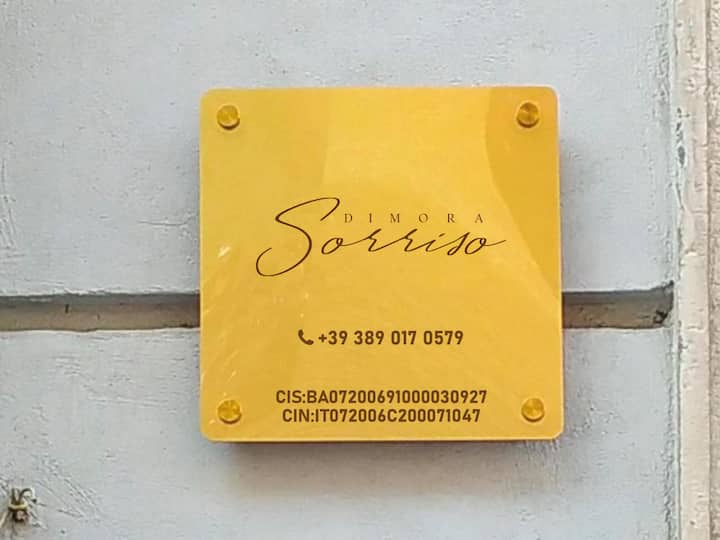 DIMORA
Sorriso
+39 389 017 0579
CIS:BA07200691000030927
CIN:IT072006C200071047